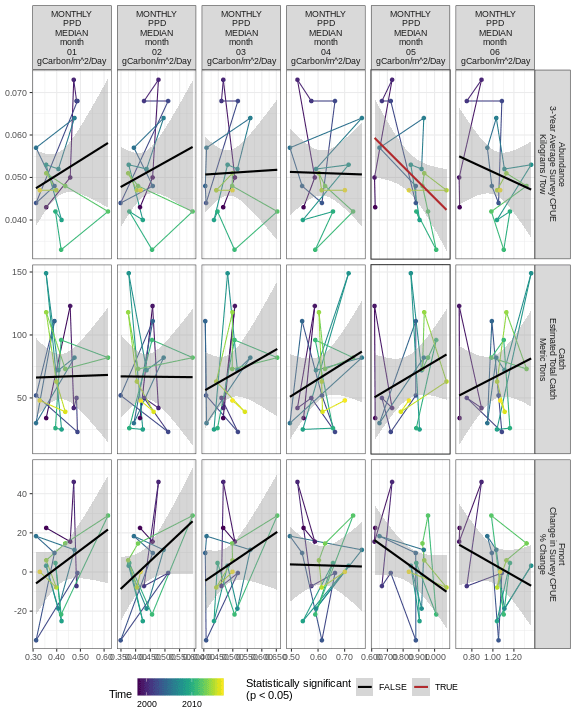 MONTHLY
PPD
MEDIAN
month
01
gCarbon/m^2/Day
MONTHLY
PPD
MEDIAN
month
02
gCarbon/m^2/Day
MONTHLY
PPD
MEDIAN
month
03
gCarbon/m^2/Day
MONTHLY
PPD
MEDIAN
month
04
gCarbon/m^2/Day
MONTHLY
PPD
MEDIAN
month
05
gCarbon/m^2/Day
MONTHLY
PPD
MEDIAN
month
06
gCarbon/m^2/Day
0.070
0.060
0.050
0.040
Abundance
3-Year Average Survey CPUE
Kilograms / Tow
150
100
50
Catch
Estimated Total Catch
Metric Tons
40
20
0
-20
Fmort
Change in Survey CPUE
% Change
0.30 0.40 0.50 0.60
0.50 0.60 0.70
0.80 1.00 1.20
Time
2000 2010
Statistically significant
(p < 0.05)
FALSE
TRUE